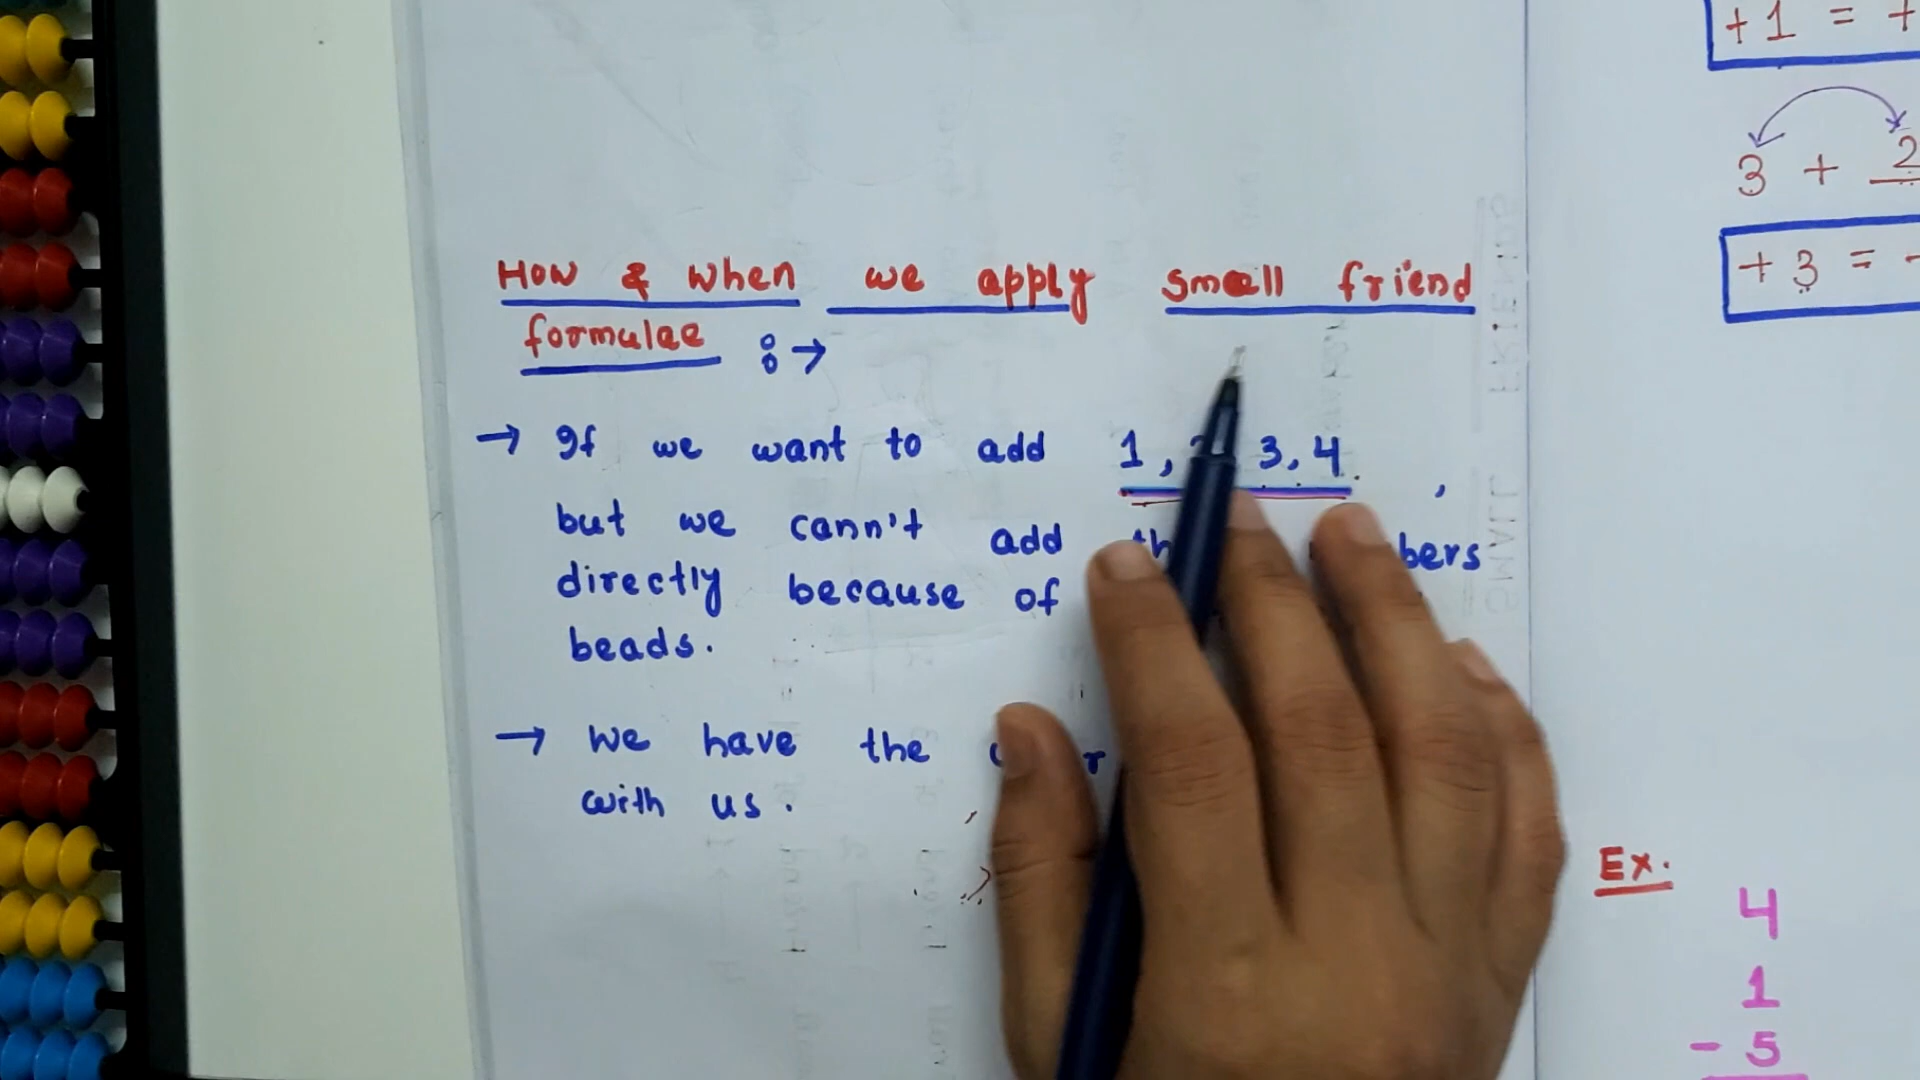 How & when we apply small friend
formulae :→
→ If we want to add 1, 3, 4,
but we cann't add
directly because of
beads.
→ we have the
with us.
+1 = +
3 + 2
+3 = -
Ex.
4
1
- 5